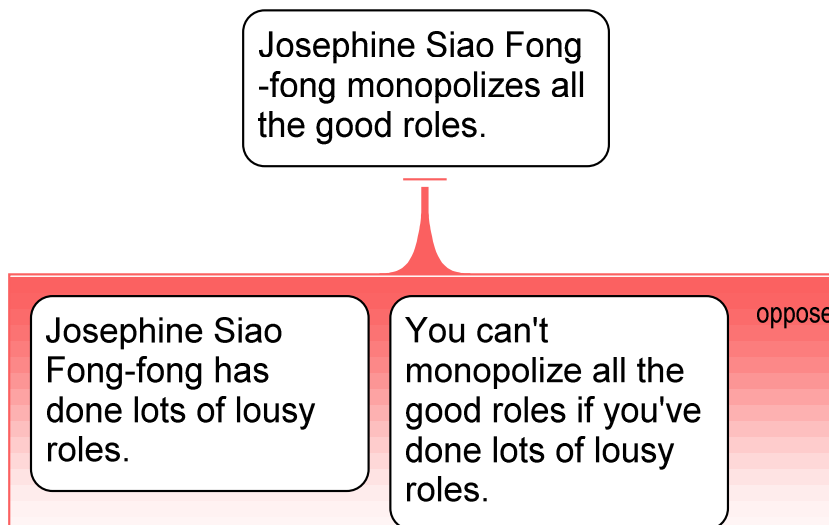 Josephine Siao Fong
-fong monopolizes all
the good roles.
Josephine Siao
Fong-fong has
done lots of lousy
roles.
You can't
monopolize all the
good roles if you've
done lots of lousy
roles.
oppose